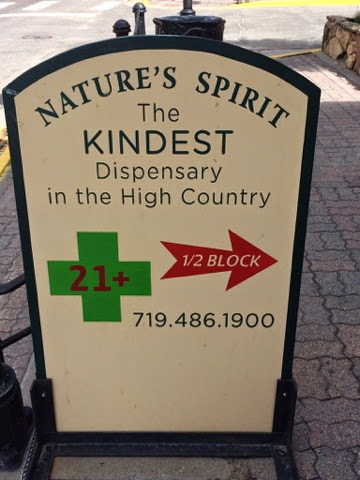 NATURE'S SPIRIT
The
KINDEST
Dispensary
in the High Country
21+
1/2 BLOCK
719.486.1900